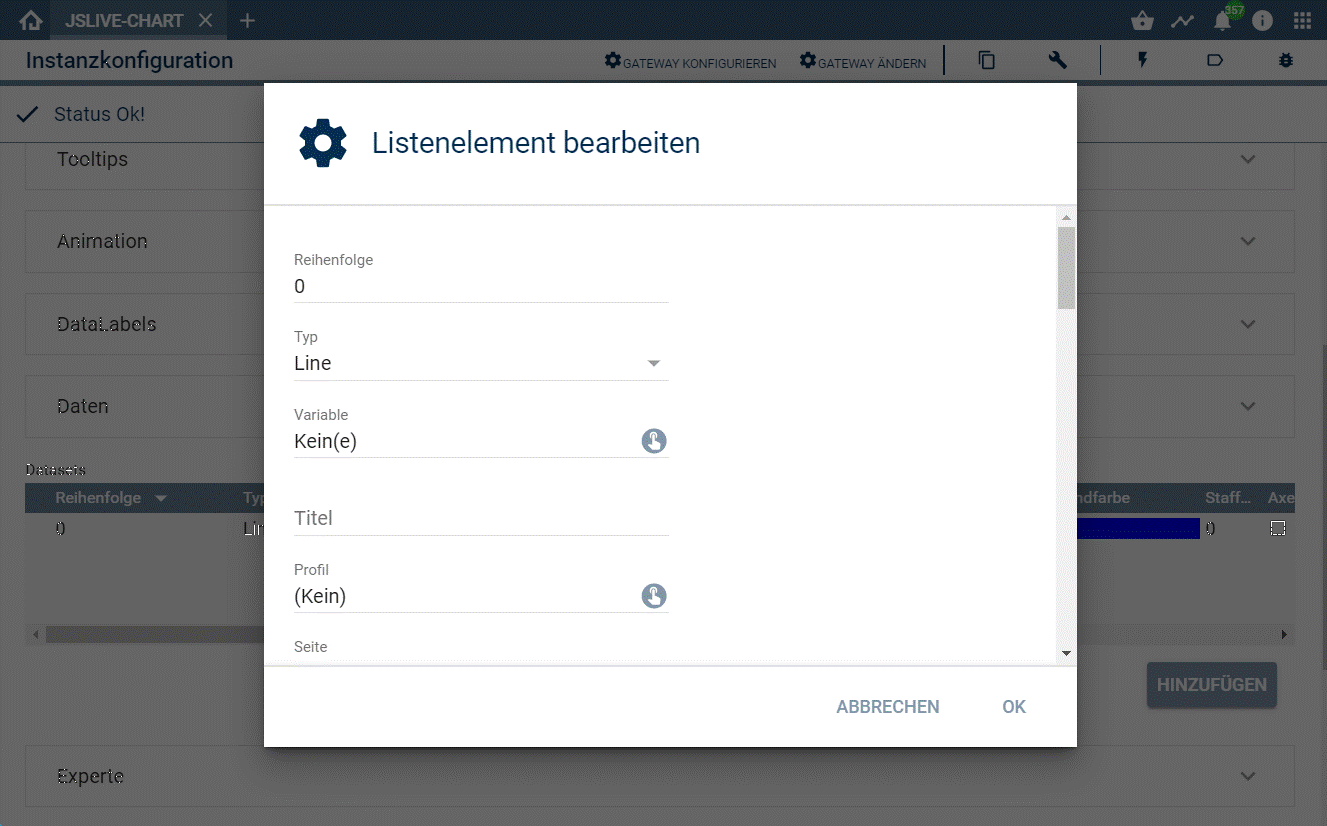 JSLIVE-CHART
357
Instanzkonfiguration
GATEWAY KONFIGURIEREN
GATEWAY ÄNDERN
Status Ok!
Tooltips
Animation
DataLabels
Daten
Datasets
Reihenfolge Typ ndfarbe Staff... Axe
0 Lin 0
HINZUFÜGEN
Experte
Listenelement bearbeiten
Reihenfolge
0
Typ
Line
Variable
Kein(e)
Titel
Profil
(Kein)
Seite
ABBRECHEN OK